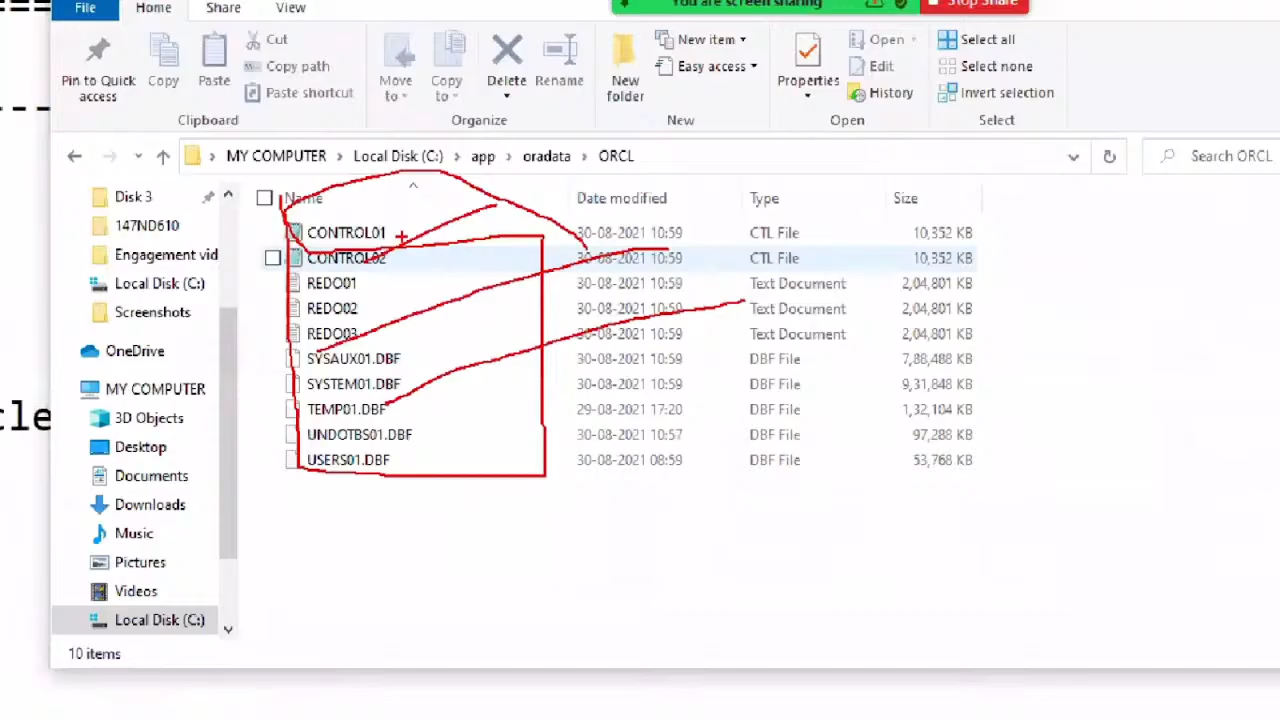 ===
File Home Share View
You are screen sharing Stop Share
Pin to Quick access
Copy
Paste
Cut
Copy path
Paste shortcut
Clipboard
Move to
Copy to
Delete
Rename
Organize
New folder
New item
Easy access
New
Properties
Open
Edit
History
Open
Select all
Select none
Invert selection
Select
---
MY COMPUTER > Local Disk (C:) > app > oradata > ORCL
Search ORCL
Disk 3
147ND610
Engagement vid
Local Disk (C:)
Screenshots
OneDrive
MY COMPUTER
3D Objects
Desktop
Documents
Downloads
Music
Pictures
Videos
Local Disk (C:)
cle
Name Date modified Type Size
CONTROL01 30-08-2021 10:59 CTL File 10,352 KB
CONTROL02 30-08-2021 10:59 CTL File 10,352 KB
REDO01 30-08-2021 10:59 Text Document 2,04,801 KB
REDO02 30-08-2021 10:59 Text Document 2,04,801 KB
REDO03 30-08-2021 10:59 Text Document 2,04,801 KB
SYSAUX01.DBF 30-08-2021 10:59 DBF File 7,88,488 KB
SYSTEM01.DBF 30-08-2021 10:59 DBF File 9,31,848 KB
TEMP01.DBF 29-08-2021 17:20 DBF File 1,32,104 KB
UNDOTBS01.DBF 30-08-2021 10:57 DBF File 97,288 KB
USERS01.DBF 30-08-2021 08:59 DBF File 53,768 KB
10 items